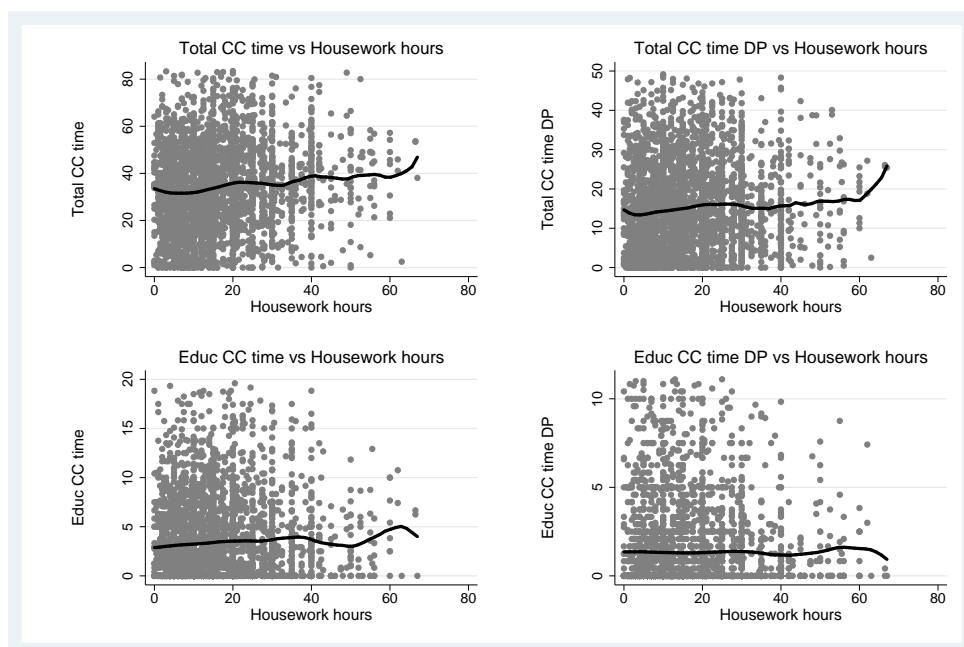 Total CC time vs Housework hours
Total CC time
80
60
40
20
0
0 20 40 60 80
Housework hours
Total CC time DP vs Housework hours
Total CC time DP
50
40
30
20
10
0
0 20 40 60 80
Housework hours
Educ CC time vs Housework hours
Educ CC time
20
15
10
5
0
0 20 40 60 80
Housework hours
Educ CC time DP vs Housework hours
Educ CC time DP
10
5
0
0 20 40 60 80
Housework hours